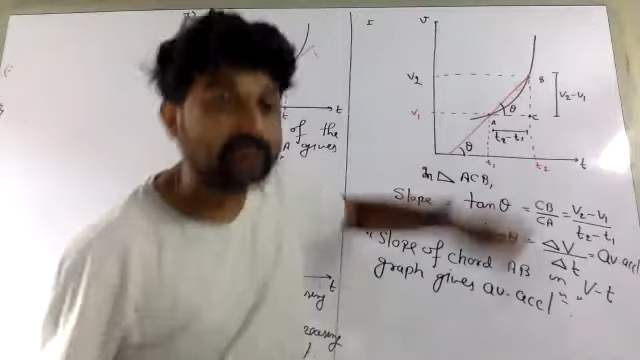 t
t
of the
A gives
t
I
v
V2
V1
B
θ
V2-V1
A
C
t2-t1
θ
t1
t2
t
In △ ACB,
Slope = tanθ = CB/CA = V2-V1/t2-t1
= ΔV/Δt = av.accl
"Slope of chord AB in V-t
graph gives av.accln".